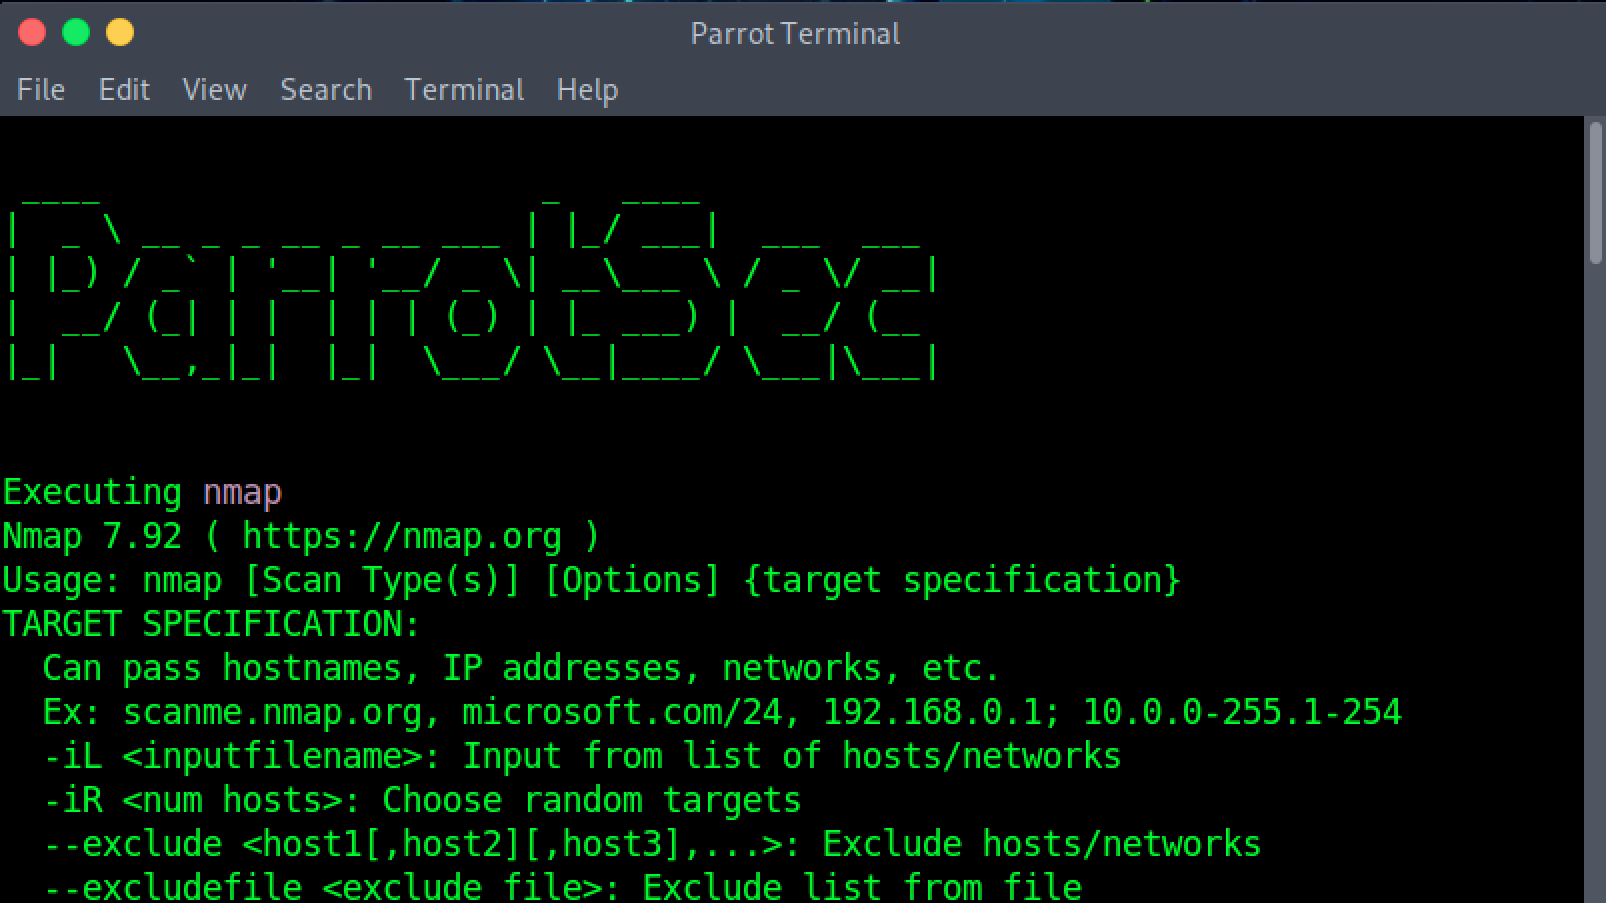 Parrot Terminal
File Edit View Search Terminal Help
ParrotSec
Executing nmap
Nmap 7.92 ( https://nmap.org )
Usage: nmap [Scan Type(s)] [Options] {target specification}
TARGET SPECIFICATION:
  Can pass hostnames, IP addresses, networks, etc.
  Ex: scanme.nmap.org, microsoft.com/24, 192.168.0.1; 10.0.0-255.1-254
  -iL <inputfilename>: Input from list of hosts/networks
  -iR <num hosts>: Choose random targets
  --exclude <host1[,host2][,host3],...>: Exclude hosts/networks
  --excludefile <exclude file>: Exclude list from file